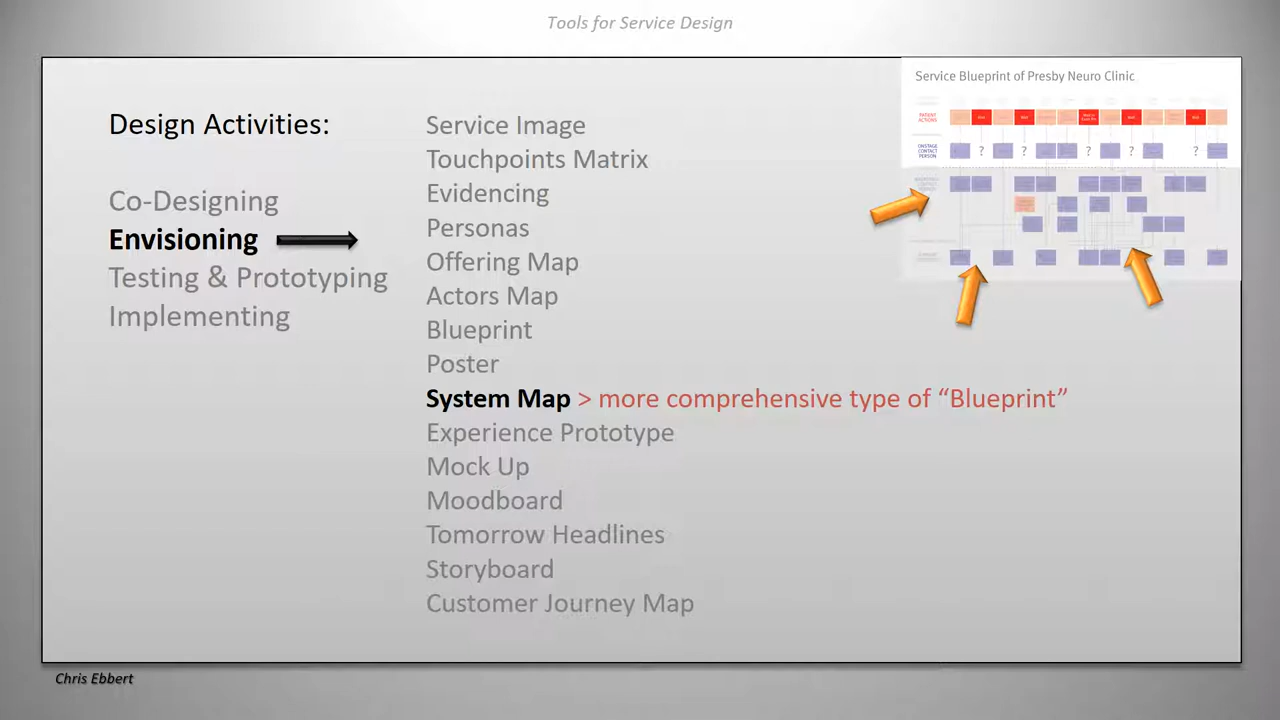 Tools for Service Design
Service Blueprint of Presby Neuro Clinic
Design Activities:
Co-Designing
Envisioning
Testing & Prototyping
Implementing
Service Image
Touchpoints Matrix
Evidencing
Personas
Offering Map
Actors Map
Blueprint
Poster
System Map > more comprehensive type of “Blueprint”
Experience Prototype
Mock Up
Moodboard
Tomorrow Headlines
Storyboard
Customer Journey Map
PATIENT
ACTIONS
ONSTAGE
CONTACT
PERSON
? ? ? ? ?
Chris Ebbert